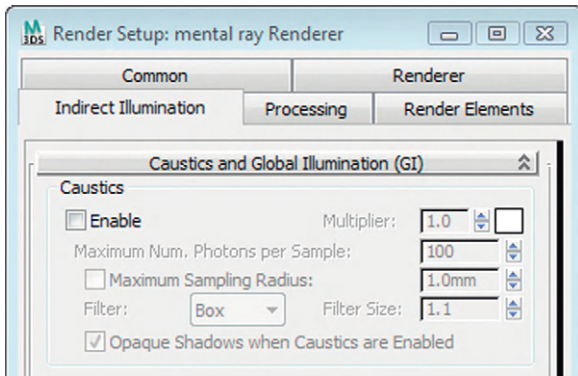 M
3DS
Render Setup: mental ray Renderer
Common
Renderer
Indirect Illumination
Processing
Render Elements
Caustics and Global Illumination (GI)
Caustics
Enable
Multiplier: 1.0
Maximum Num. Photons per Sample: 100
Maximum Sampling Radius: 1.0mm
Filter: Box Filter Size: 1.1
Opaque Shadows when Caustics are Enabled